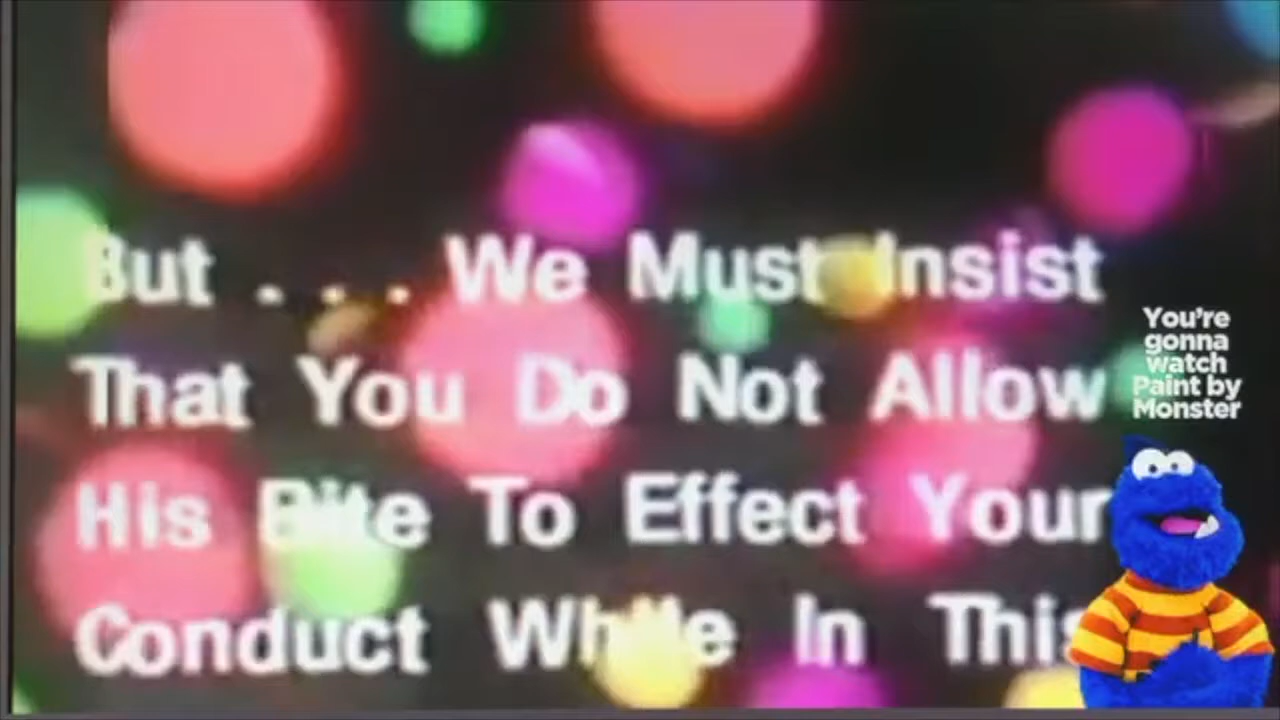 But . . . We Must Insist
That You Do Not Allow
His Bite To Effect Your
Conduct While In This
You're
gonna
watch
Paint by
Monster